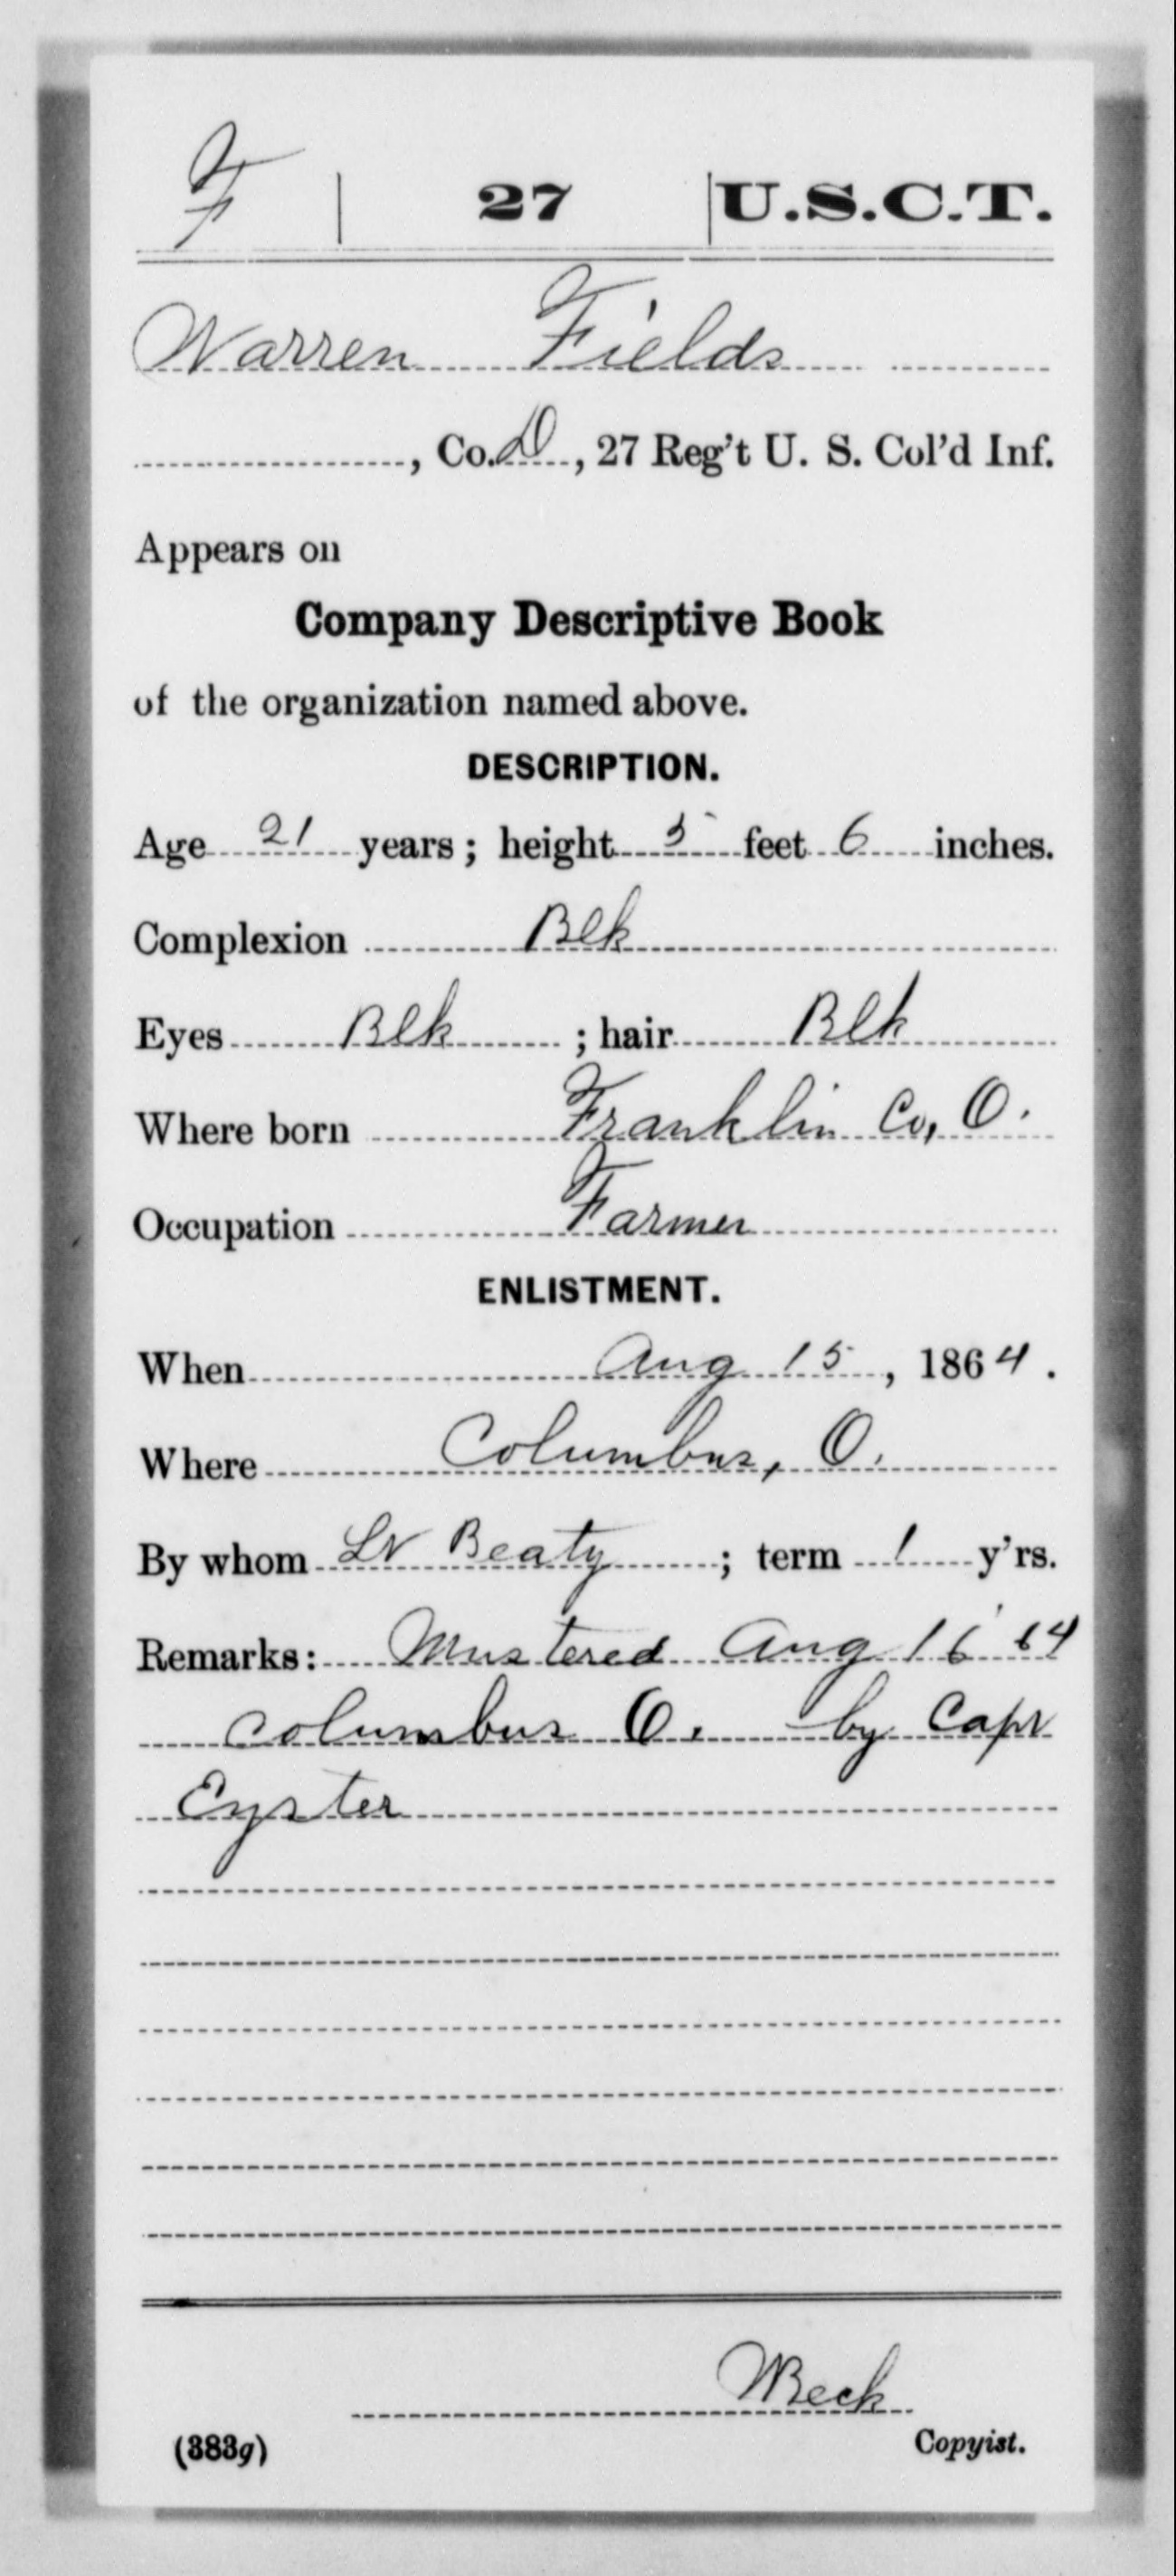 F | 27 | U.S.C.T.
Warren Fields
, Co. D, 27 Reg't U. S. Col'd Inf.
Appears on
Company Descriptive Book
of the organization named above.
DESCRIPTION.
Age 21 years; height 5 feet 6 inches.
Complexion Blk
Eyes Blk ; hair Blk
Where born Franklin Co, O.
Occupation Farmer
ENLISTMENT.
When Aug 15, 1864.
Where Columbus, O.
By whom Lt Beaty ; term 1 y'rs.
Remarks: Mustered Aug 16 64
Columbus O. by Capt
Eyster
(383g)
Copyist.